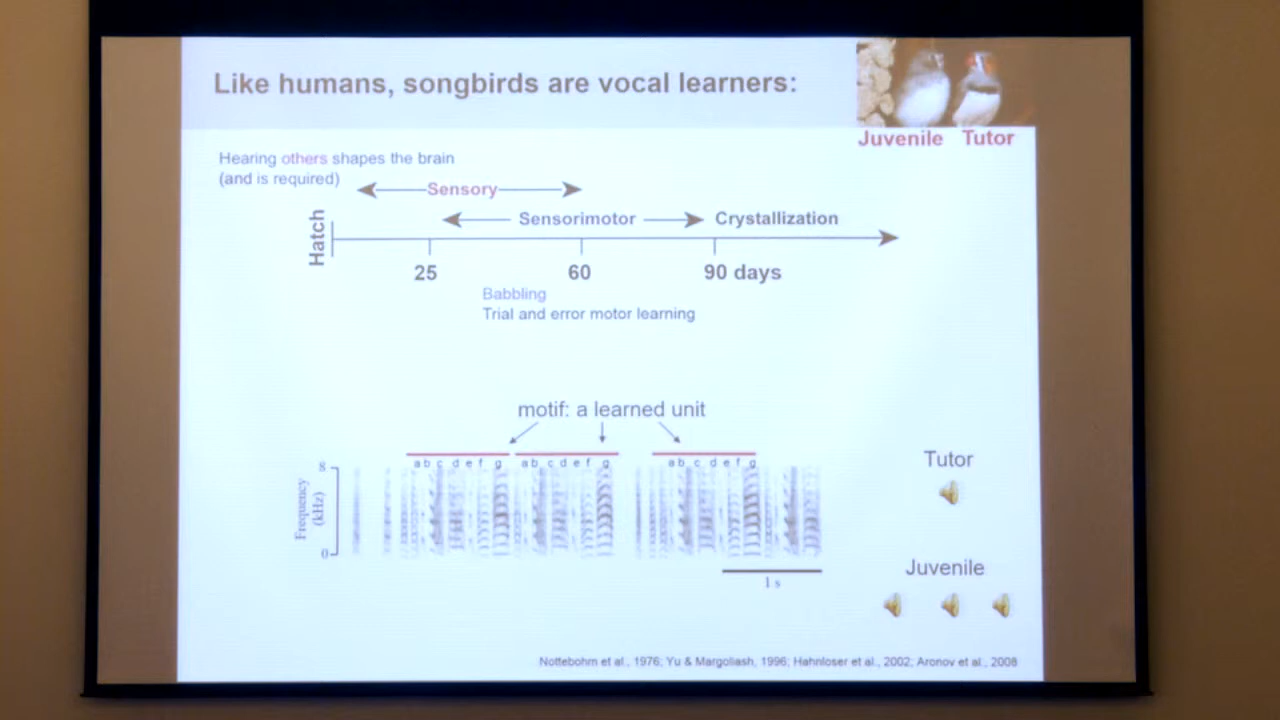 Like humans, songbirds are vocal learners:
Juvenile Tutor
Hearing others shapes the brain
(and is required)
Sensory
Sensorimotor Crystallization
Hatch
25 60 90 days
Babbling
Trial and error motor learning
motif: a learned unit
a b c d e f g a b c d e f g a b c d e f g
8
Frequency
(kHz)
0
1 s
Tutor
Juvenile
Nottebohm et al., 1976; Yu & Margoliash, 1996; Hahnloser et al., 2002; Aronov et al., 2008